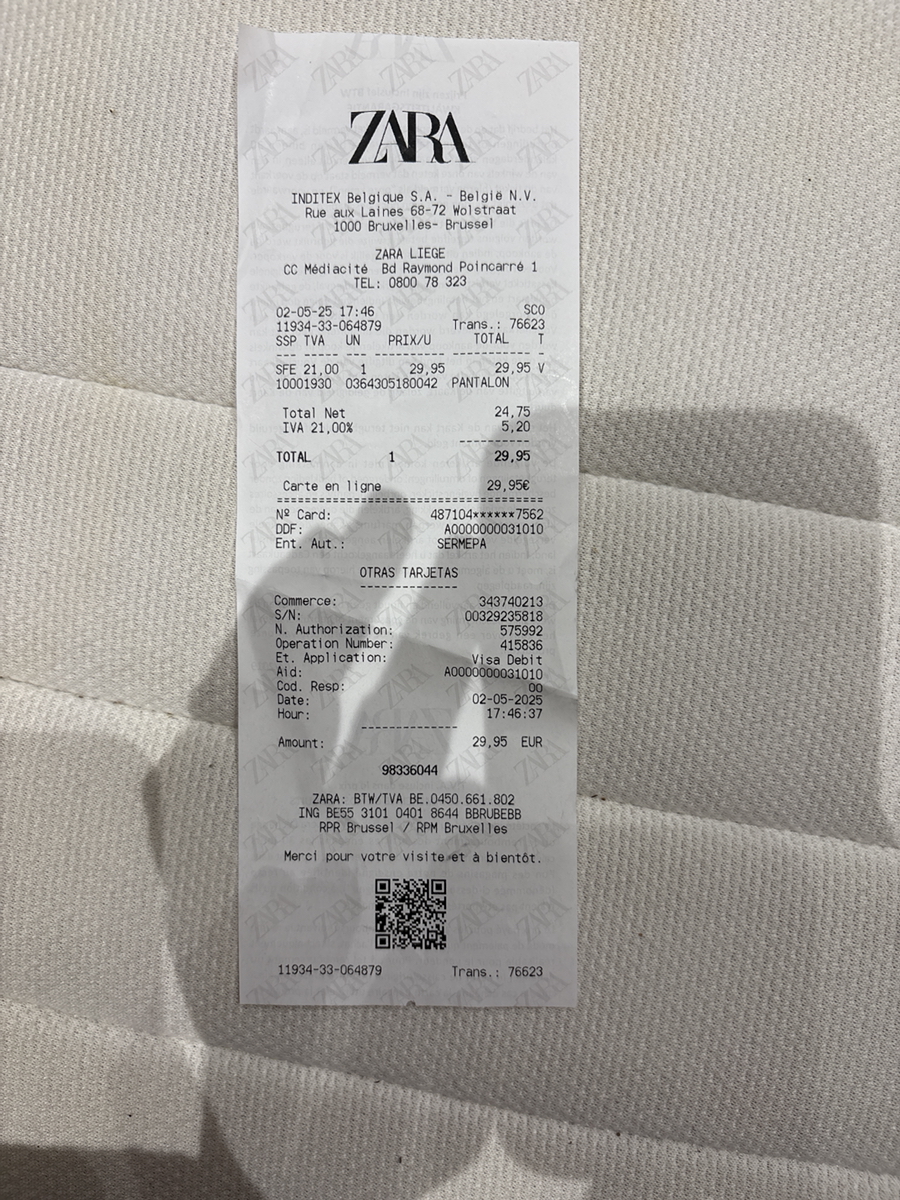 ZARA
INDITEX Belgique S.A. - België N.V.
Rue aux Laines 68-72 Wolstraat
1000 Bruxelles- Brussel
ZARA LIEGE
CC Médiacité Bd Raymond Poincarré 1
TEL: 0800 78 323
02-05-25 17:46 SCO
11934-33-064879 Trans.: 76623
SSP TVA UN PRIX/U TOTAL T
--- --- --- ---------- ---------- -
SFE 21,00 1 29,95 29,95 V
10001930 0364305180042 PANTALON
Total Net 24,75
IVA 21,00% 5,20
----------
TOTAL 1 29,95
Carte en ligne 29,95€
======================================
Nº Card: 487104******7562
DDF: A0000000031010
Ent. Aut.: SERMEPA
OTRAS TARJETAS
--------------
Commerce: 343740213
S/N: 00329235818
N. Authorization: 575992
Operation Number: 415836
Et. Application: Visa Debit
Aid: A0000000031010
Cod. Resp: 00
Date: 02-05-2025
Hour: 17:46:37
--------------
Amount: 29,95 EUR
98336044
ZARA: BTW/TVA BE.0450.661.802
ING BE55 3101 0401 8644 BBRUBEBB
RPR Brussel / RPM Bruxelles
Merci pour votre visite et à bientôt.
11934-33-064879 Trans.: 76623